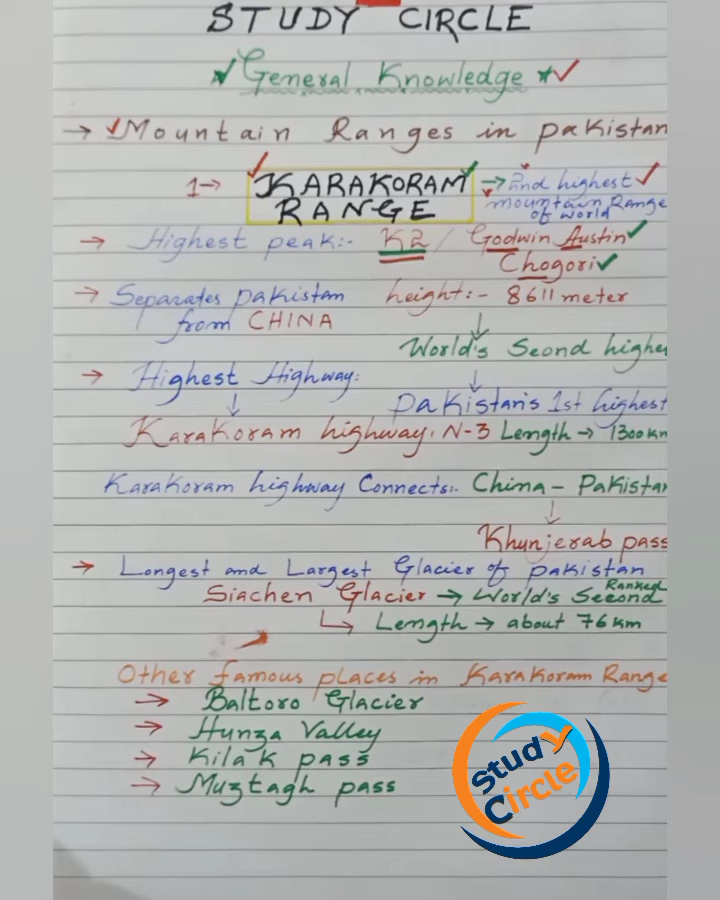 STUDY CIRCLE
General Knowledge
→ Mountain Ranges in pakistan
1→ KARAKORAM RANGE → 2nd highest mountain Range of world
→ Highest peak:- K2 / Godwin Austin
Chogori
→ Separates pakistan from CHINA
height:- 8611 meter
↓
World's Seond highe
↓
Pakistan's 1st highest
→ Highest Highway:
↓
KaraKoram highway. N-3 Length → 1300km
KaraKoram highway Connects:- China - Pakistan
↓
Khunjerab pass
→ Longest and Largest Glacier of pakistan
Siachen Glacier → World's Second Ranked
↳ Length → about 76 km
Other famous places in KaraKoram Range
→ Baltoro Glacier
→ Hunza Valley
→ Kilak pass
→ Muztagh pass
Study
Circle